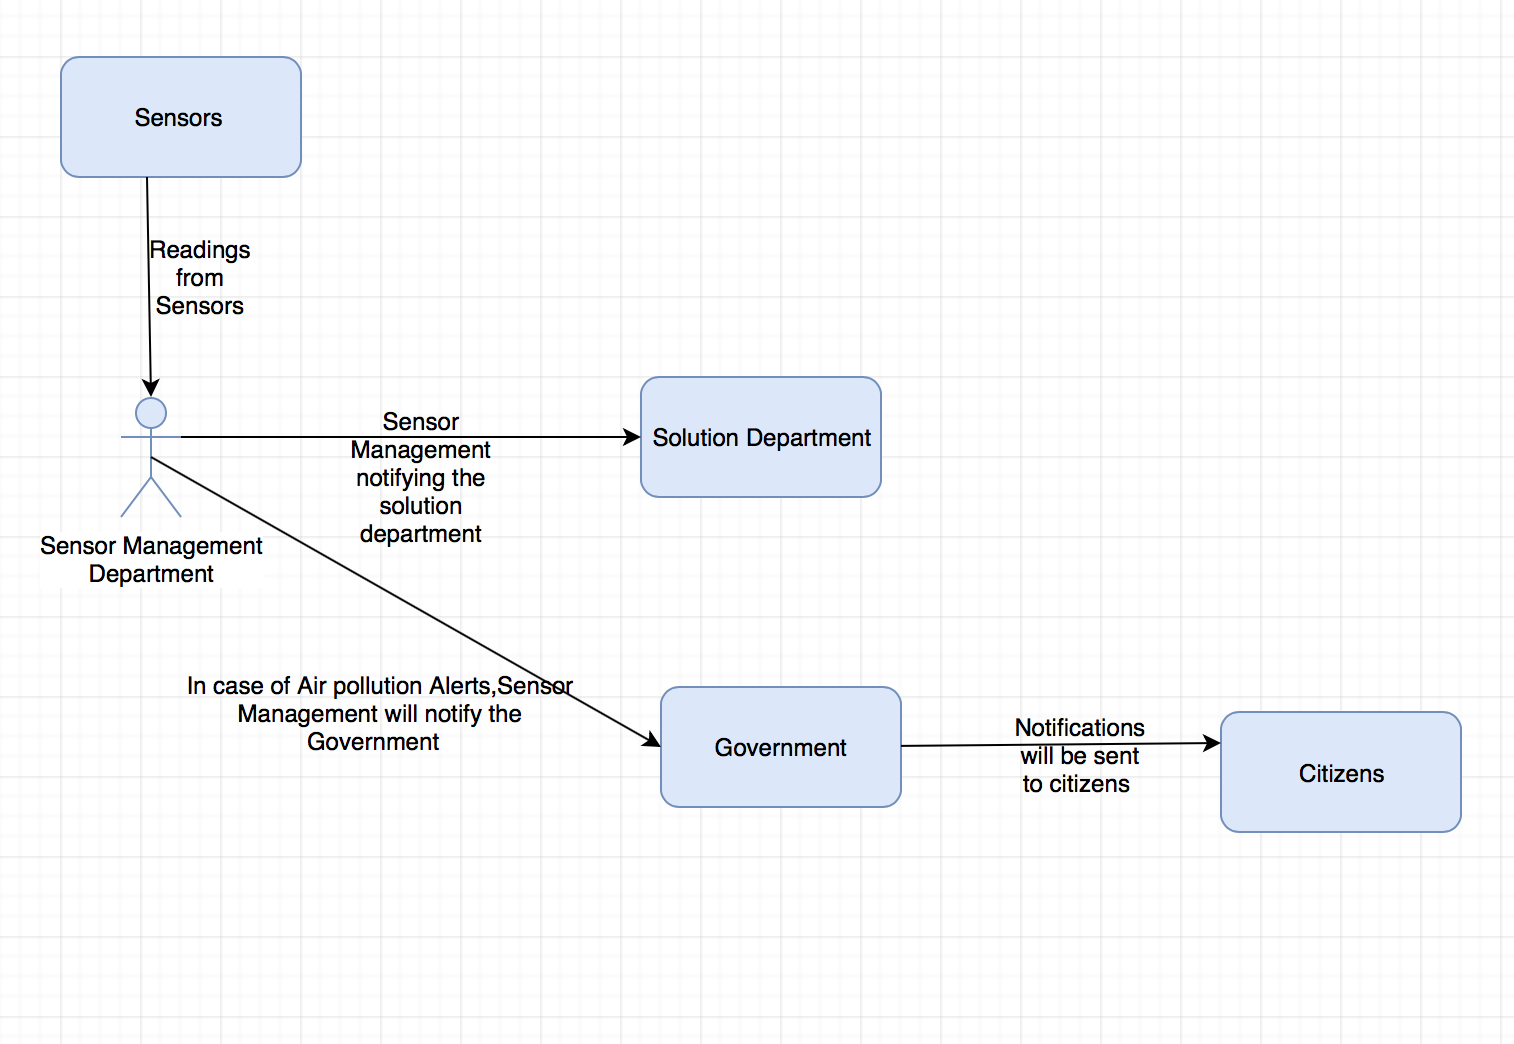 Sensors
Readings
from
Sensors
Sensor
Management
notifying the
solution
department
Solution Department
Sensor Management
Department
In case of Air pollution Alerts,Sensor
Management will notify the
Government
Government
Notifications
will be sent
to citizens
Citizens